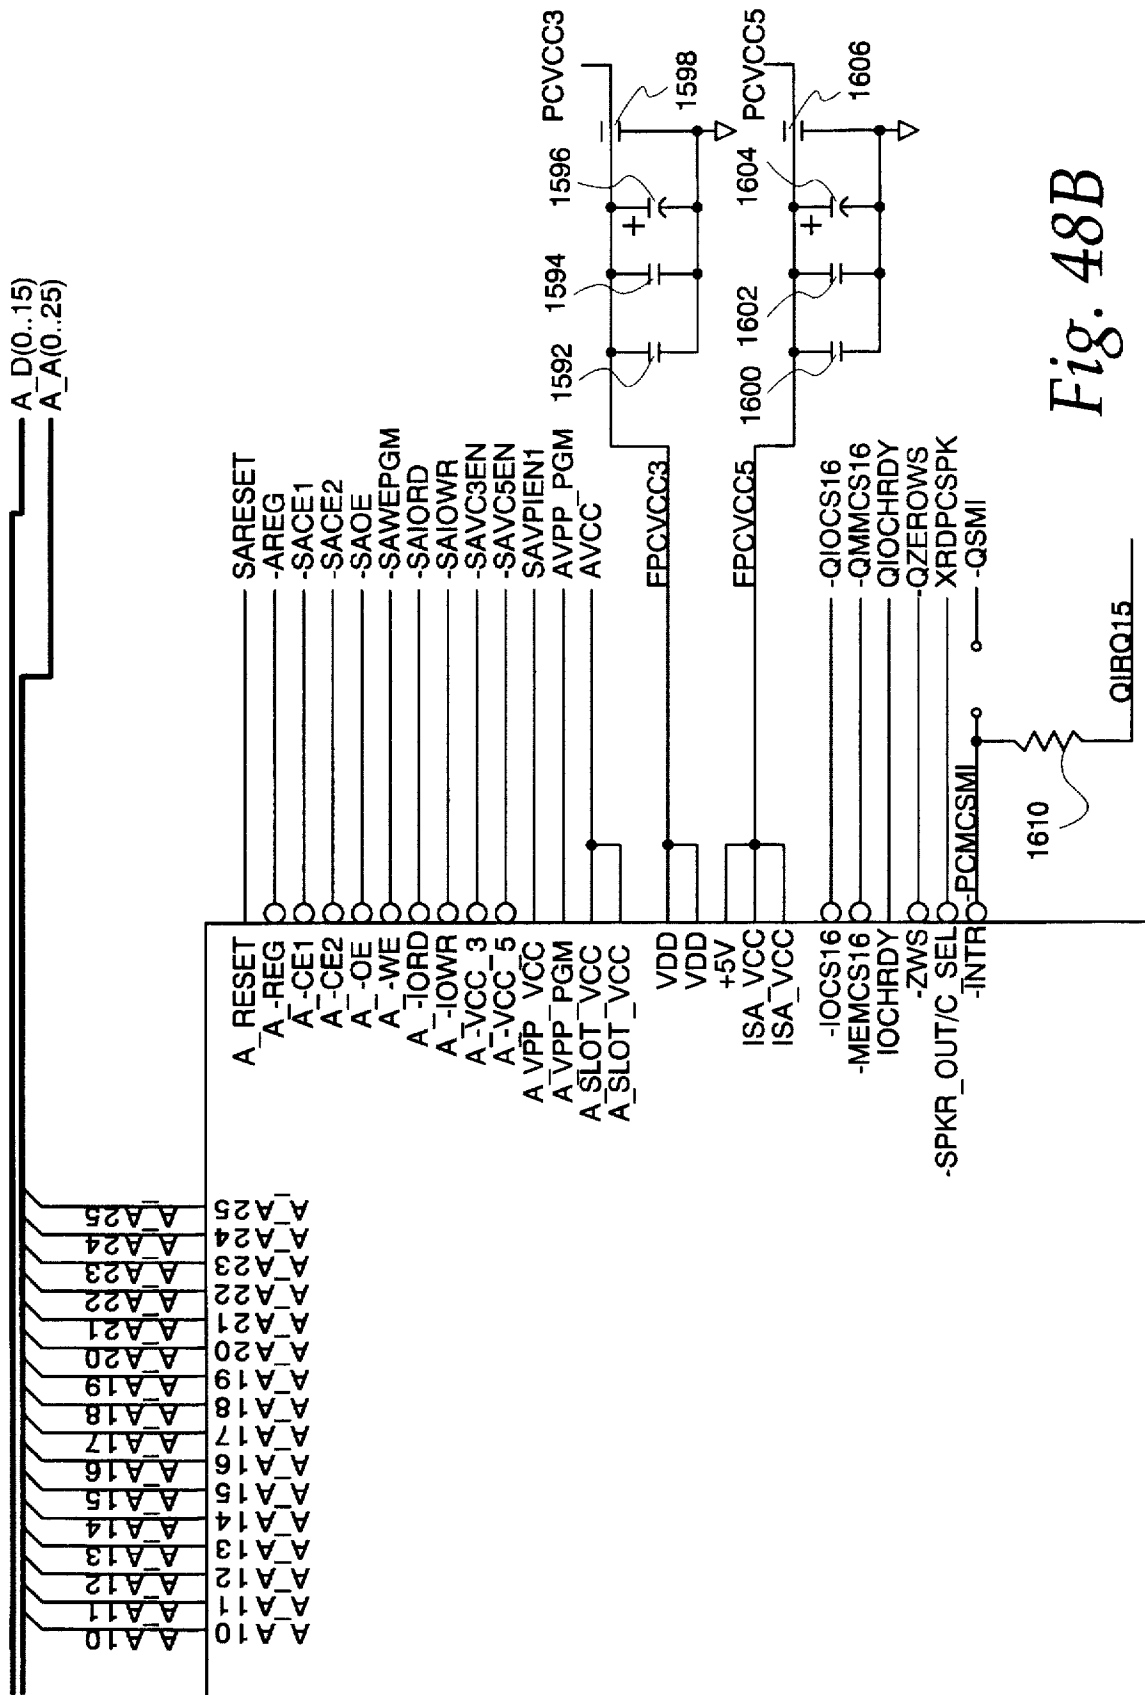 A_D(0..15)
A_A(0..25)
A_A10
A_A11
A_A12
A_A13
A_A14
A_A15
A_A16
A_A17
A_A18
A_A19
A_A20
A_A21
A_A22
A_A23
A_A24
A_A25
A_A10
A_A11
A_A12
A_A13
A_A14
A_A15
A_A16
A_A17
A_A18
A_A19
A_A20
A_A21
A_A22
A_A23
A_A24
A_A25
A_RESET SARESET
A_-REG -AREG
A_-CE1 -SACE1
A_-CE2 -SACE2
A_-OE -SAOE
A_-WE -SAWEPGM
A_-IORD -SAIORD
A_-IOWR -SAIOWR
A_-VCC_3 -SAVC3EN
A_-VCC_5 -SAVC5EN
A_VPP_VCC SAVPIEN1
A_VPP_PGM AVPP_PGM
A_SLOT_VCC AVCC
A_SLOT_VCC
VDD FPCVCC3
VDD
+5V
ISA_VCC FPCVCC5
ISA_VCC
-IOCS16 -QIOCS16
-MEMCS16 -QMMCS16
IOCHRDY QIOCHRDY
-ZWS -QZEROWS
-SPKR_OUT/C_SEL XRDPCSPK
-INTR -PCMCSMI -QSMI
1610
QIRQ15
1592
1594
1596
+
PCVCC3
1598
1600
1602
1604
+
PCVCC5
1606
Fig. 48B